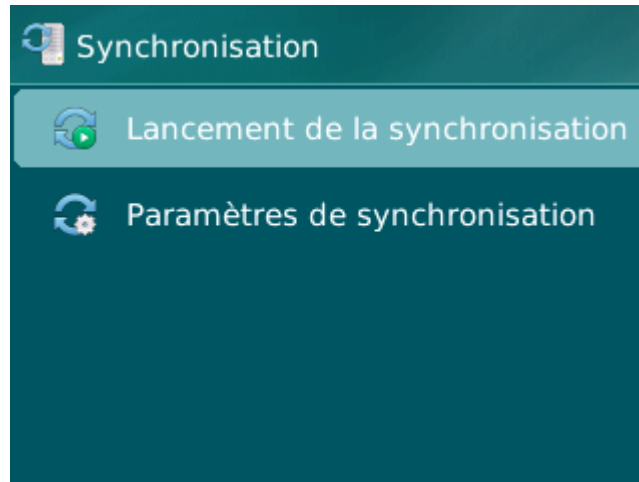 Synchronisation
Lancement de la synchronisation
Paramètres de synchronisation